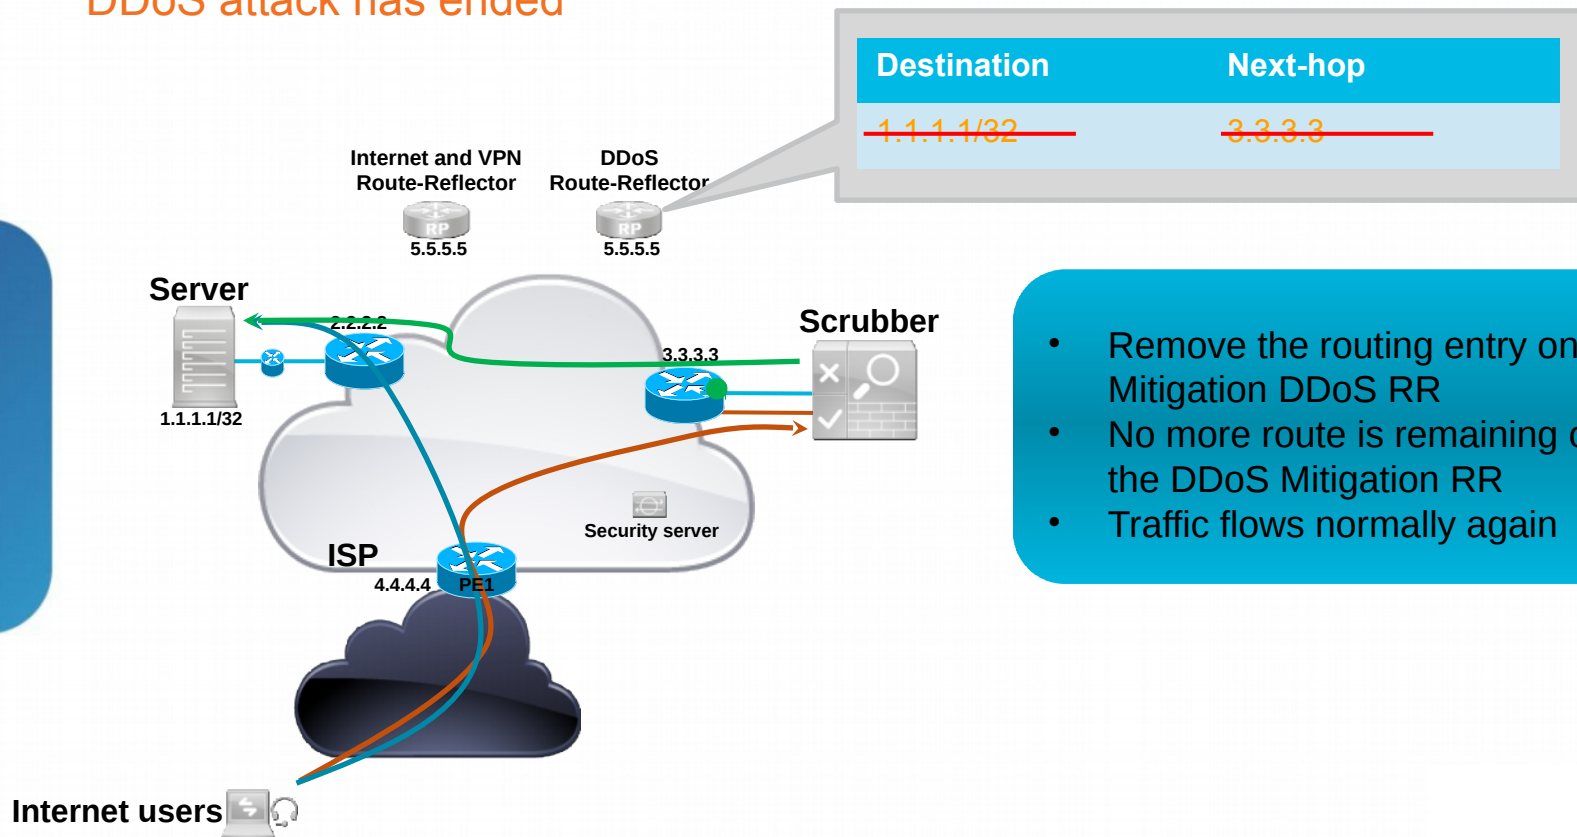 DDoS attack has ended
Destination Next-hop
1.1.1.1/32 3.3.3.3
Internet and VPN
Route-Reflector
DDoS
Route-Reflector
RP
RP
5.5.5.5
5.5.5.5
Server
2.2.2.2
Scrubber
3.3.3.3
1.1.1.1/32
• Remove the routing entry on
Mitigation DDoS RR
• No more route is remaining
the DDoS Mitigation RR
• Traffic flows normally again
Security server
ISP
4.4.4.4
PE1
Internet users